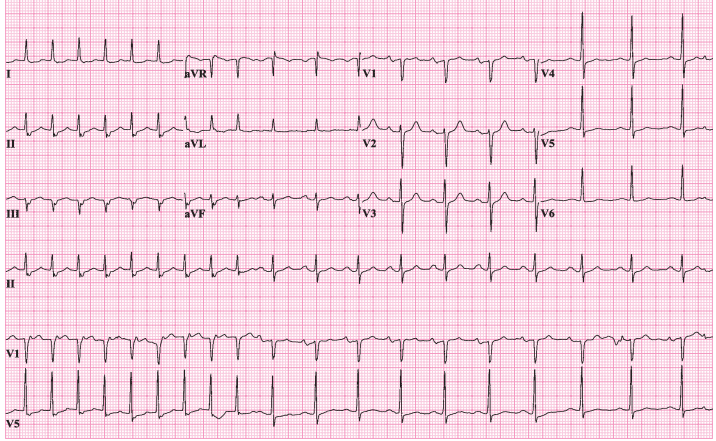 I aVR V1 V4
II aVL V2 V5
III aVF V3 V6
II
V1
V5